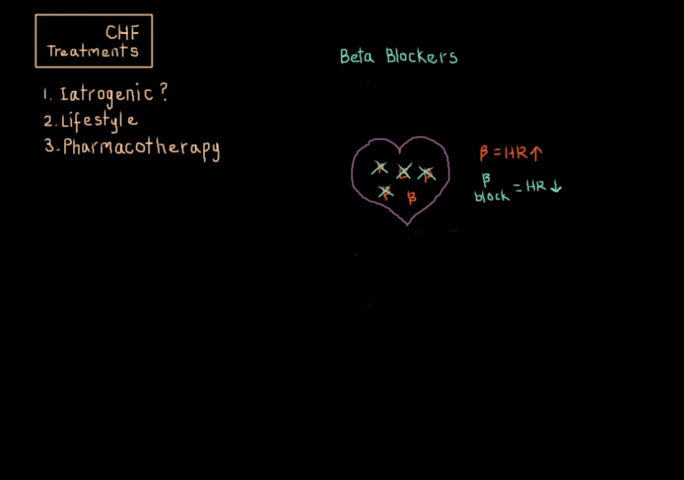 CHF
Treatments
1. Iatrogenic?
2. Lifestyle
3. Pharmacotherapy
Beta Blockers
β β β β β
β = HR ↑
β
block = HR ↓